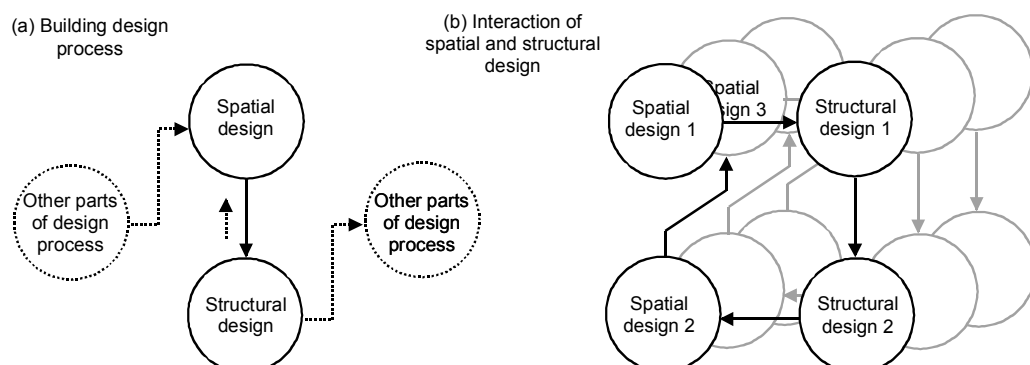 (a) Building design
process
Spatial
design
Other parts
of design
process
Other parts
of design
process
Structural
design
(b) Interaction of
spatial and structural
design
Spatial
design 1
Spatial
design 3
Structural
design 1
Spatial
design 2
Structural
design 2